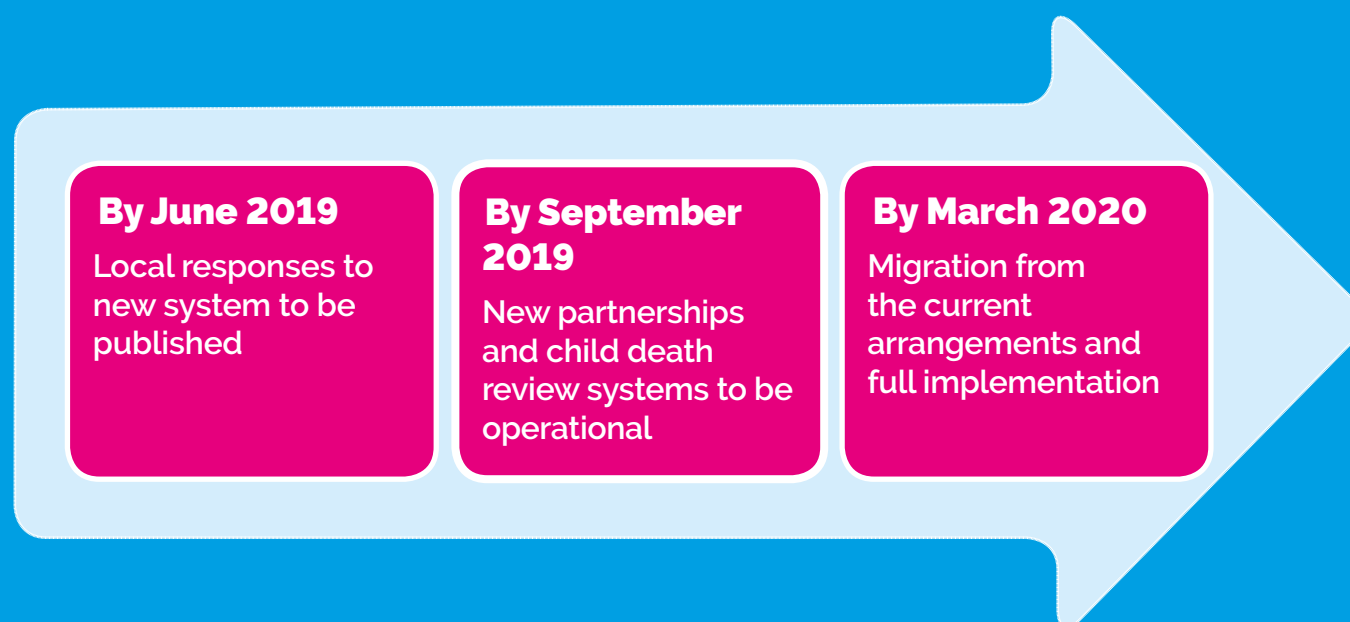 By June 2019
Local responses to
new system to be
published
By September
2019
New partnerships
and child death
review systems to be
operational
By March 2020
Migration from
the current
arrangements and
full implementation